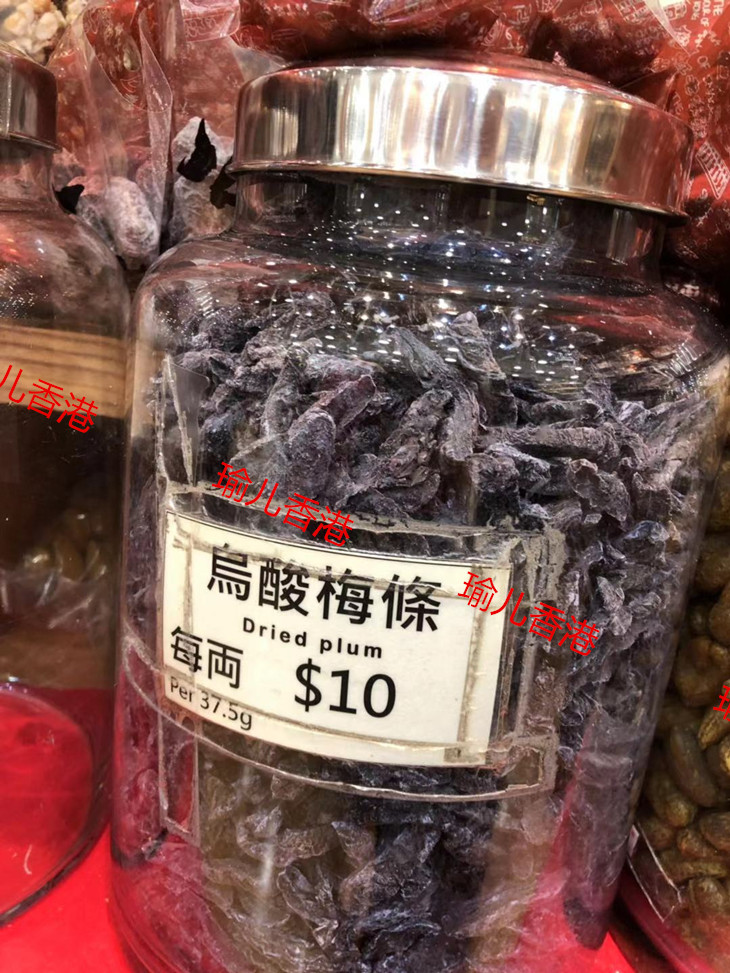 儿香港
瑜儿香港
瑜儿香港
烏酸梅條
Dried plum
每両 $10
Per 37.5g